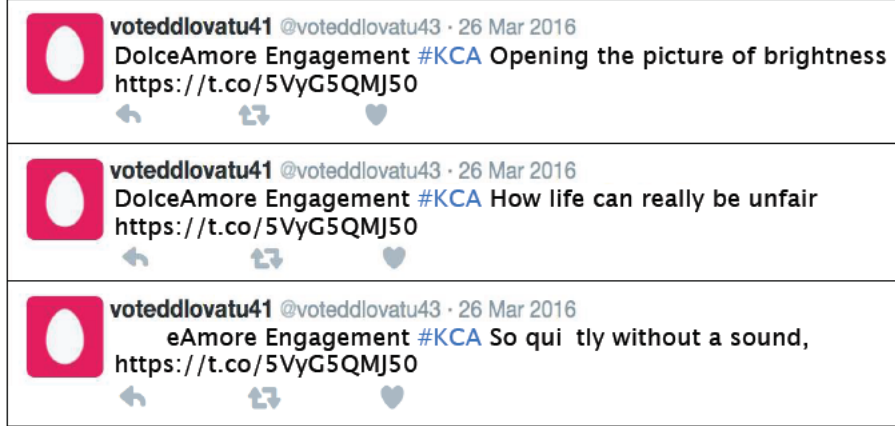 voteddlovatu41 @voteddlovatu43 · 26 Mar 2016
DolceAmore Engagement #KCA Opening the picture of brightness
https://t.co/5VyG5QMJ50
voteddlovatu41 @voteddlovatu43 · 26 Mar 2016
DolceAmore Engagement #KCA How life can really be unfair
https://t.co/5VyG5QMJ50
voteddlovatu41 @voteddlovatu43 · 26 Mar 2016
eAmore Engagement #KCA So qui tly without a sound,
https://t.co/5VyG5QMJ50